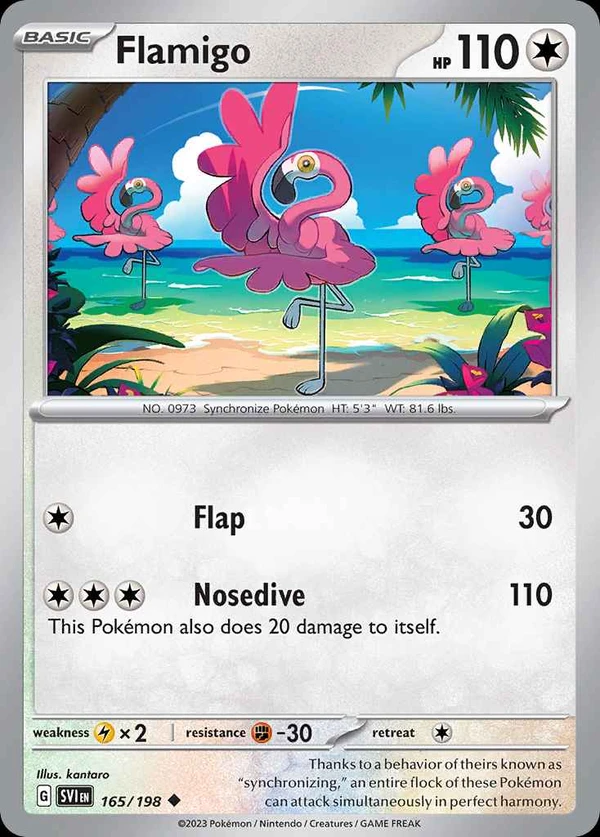 BASIC
Flamigo
HP 110
NO. 0973 Synchronize Pokémon HT: 5'3" WT: 81.6 lbs.
Flap 30
Nosedive 110
This Pokémon also does 20 damage to itself.
weakness ×2 resistance -30 retreat
Illus. kantaro
Thanks to a behavior of theirs known as
“synchronizing,” an entire flock of these Pokémon
can attack simultaneously in perfect harmony.
G SVI EN 165/198
©2023 Pokémon / Nintendo / Creatures / GAME FREAK